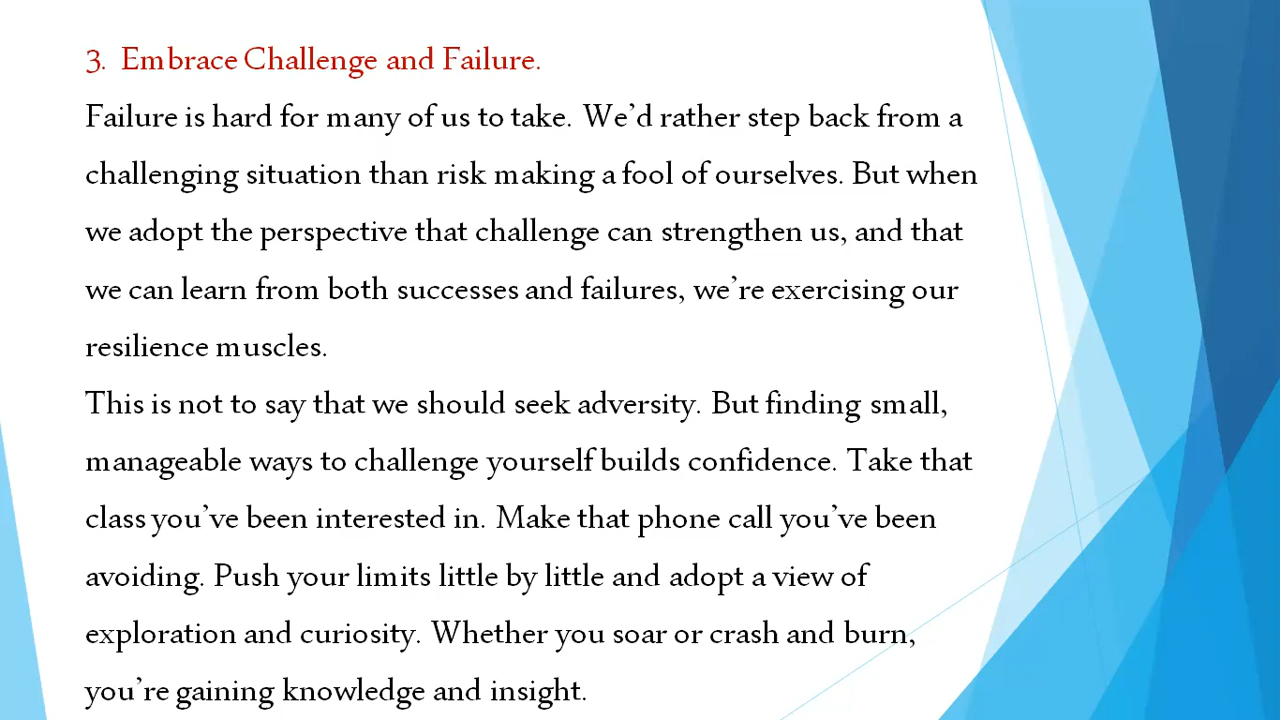 3. Embrace Challenge and Failure.
Failure is hard for many of us to take. We’d rather step back from a
challenging situation than risk making a fool of ourselves. But when
we adopt the perspective that challenge can strengthen us, and that
we can learn from both successes and failures, we’re exercising our
resilience muscles.
This is not to say that we should seek adversity. But finding small,
manageable ways to challenge yourself builds confidence. Take that
class you’ve been interested in. Make that phone call you’ve been
avoiding. Push your limits little by little and adopt a view of
exploration and curiosity. Whether you soar or crash and burn,
you’re gaining knowledge and insight.